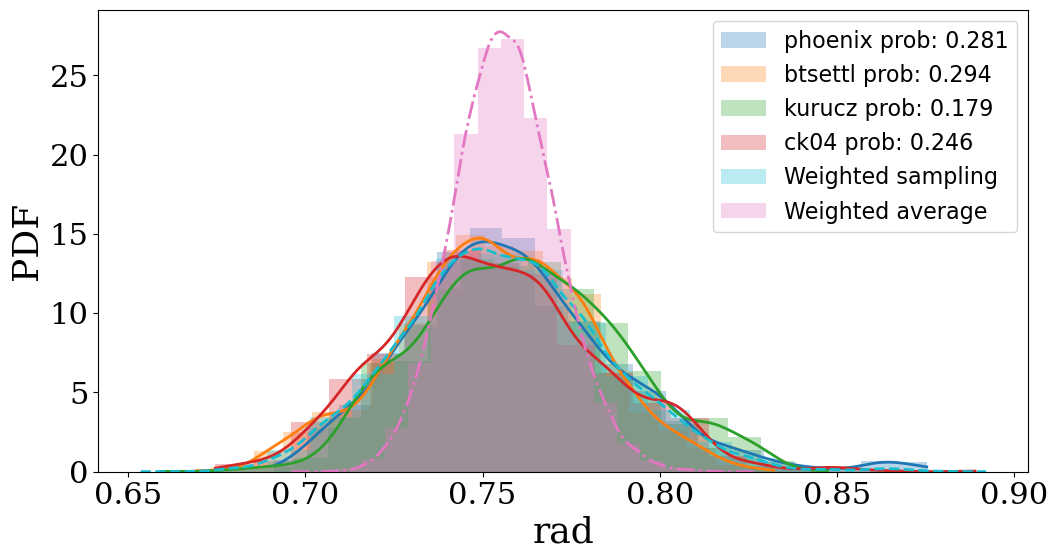 PDF
25
20
15
10
5
0
phoenix prob: 0.281
btsettl prob: 0.294
kurucz prob: 0.179
ck04 prob: 0.246
Weighted sampling
Weighted average
0.65
0.70
0.75
0.80
0.85
0.90
rad